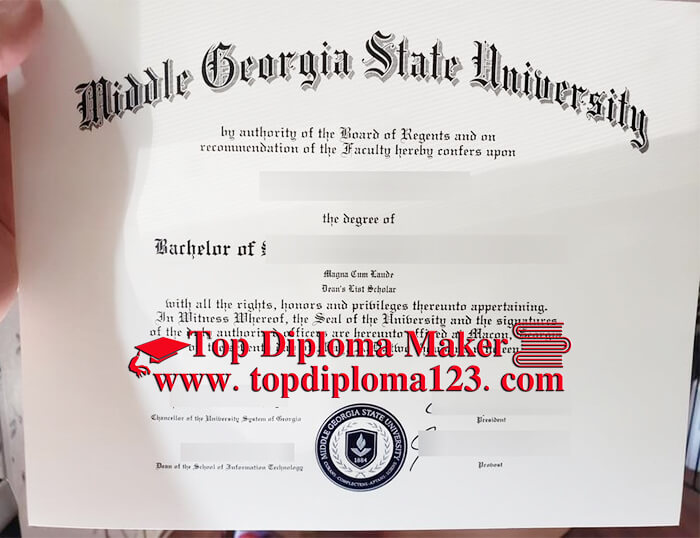 Middle Georgia State University
by authority of the Board of Regents and on
recommendation of the Faculty hereby confers upon
the degree of
Bachelor of
Magna Cum Laude
Dean's List Scholar
with all the rights, honors and privileges thereunto appertaining.
In Witness Whereof, the Seal of the University and the signatures
of the authorized officers are hereunto affixed at Macon, Georgia
Top Diploma Maker
www. topdiploma123. com
Chancellor of the University System of Georgia
President
Dean of the School of Information Technology
Provost
MIDDLE GEORGIA STATE UNIVERSITY
1884